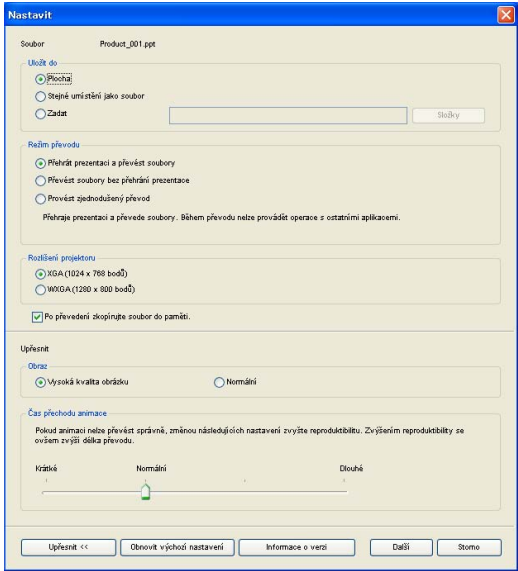 Nastavit
Soubor Product_001.ppt
Uložit do
Plocha
Stejné umístění jako soubor
Zadat Složky
Režim převodu
Přehrát prezentaci a převést soubory
Převést soubory bez přehrání prezentace
Provést zjednodušený převod
Přehraje prezentaci a převede soubory. Během převodu nelze provádět operace s ostatními aplikacemi.
Rozlišení projektoru
XGA (1024 x 768 bodů)
WXGA (1280 x 800 bodů)
Po převedení zkopírujte soubor do paměti.
Upřesnit
Obraz
Vysoká kvalita obrázku Normální
Čas přechodu animace
Pokud animaci nelze převést správně, změnou následujících nastavení zvyšte reproduktibilitu. Zvýšením reproduktibility se
ovšem zvýší délka převodu.
Krátké Normální Dlouhé
Upřesnit << Obnovit výchozí nastavení Informace o verzi Další Storno